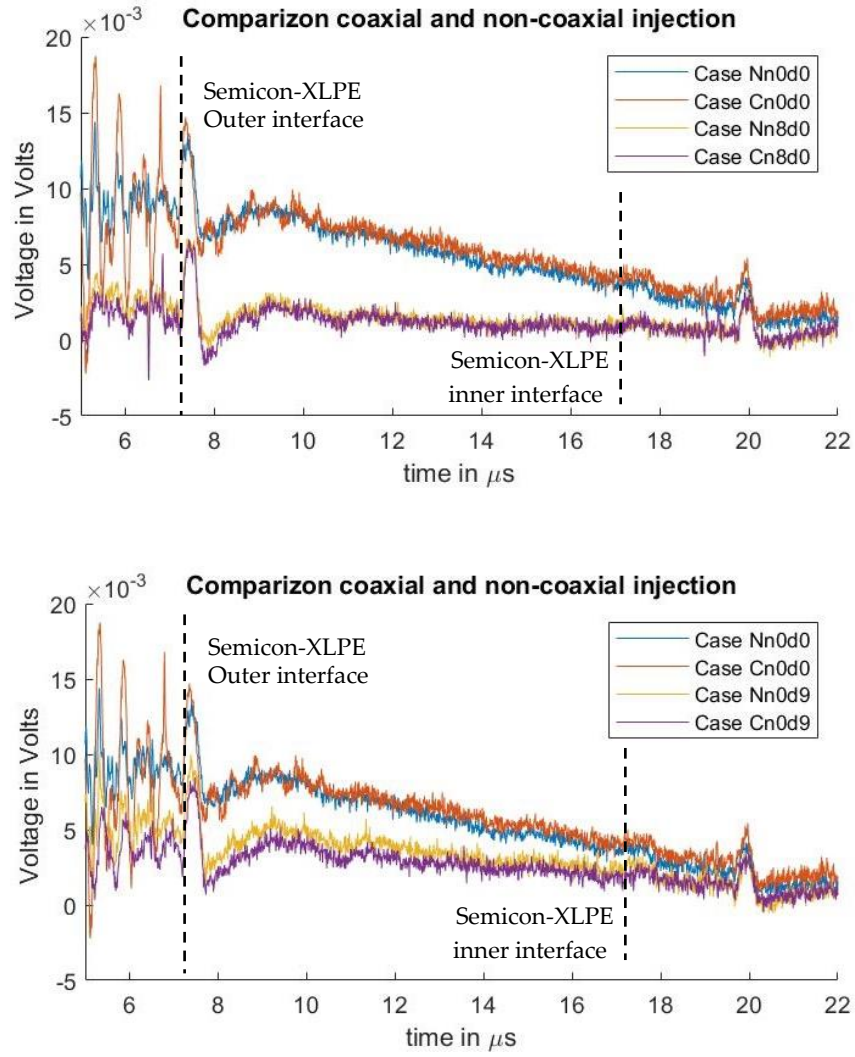 ×10⁻³
Comparizon coaxial and non-coaxial injection
20
15
10
5
0
-5
Voltage in Volts
Semicon-XLPE
Outer interface
Case Nn0d0
Case Cn0d0
Case Nn8d0
Case Cn8d0
Semicon-XLPE
inner interface
6 8 10 12 14 16 18 20 22
time in μs
×10⁻³
Comparizon coaxial and non-coaxial injection
20
15
10
5
0
-5
Voltage in Volts
Semicon-XLPE
Outer interface
Case Nn0d0
Case Cn0d0
Case Nn0d9
Case Cn0d9
Semicon-XLPE
inner interface
6 8 10 12 14 16 18 20 22
time in μs